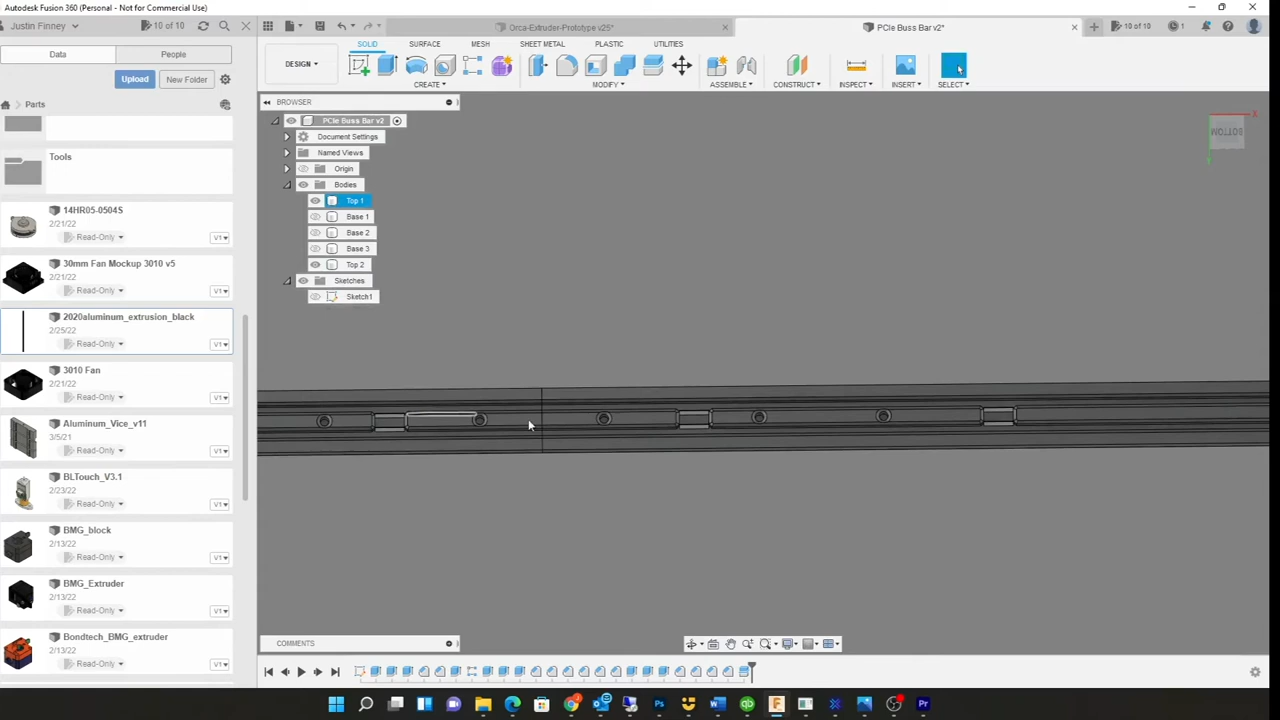 Autodesk Fusion 360 (Personal - Not for Commercial Use)
Justin Finney
10 of 10
Orca-Extruder-Prototype v25*
PCIe Buss Bar v2*
10 of 10
1
Data
People
SOLID
SURFACE
MESH
SHEET METAL
PLASTIC
UTILITIES
DESIGN
Upload
New Folder
CREATE
MODIFY
ASSEMBLE
CONSTRUCT
INSPECT
INSERT
SELECT
Parts
BROWSER
PCIe Buss Bar v2
Document Settings
Named Views
Origin
Bodies
Top 1
Base 1
Base 2
Base 3
Top 2
Sketches
Sketch1
X
BOTTOM
Y
Tools
14HR05-0504S
2/21/22
Read-Only
V1
30mm Fan Mockup 3010 v5
2/21/22
Read-Only
V1
2020aluminum_extrusion_black
2/25/22
Read-Only
V1
3010 Fan
2/21/22
Read-Only
V1
Aluminum_Vice_v11
3/5/21
Read-Only
V1
BLTouch_V3.1
2/23/22
Read-Only
V1
BMG_block
2/13/22
Read-Only
V1
BMG_Extruder
2/13/22
Read-Only
V1
Bondtech_BMG_extruder
2/13/22
Read-Only
V1
COMMENTS